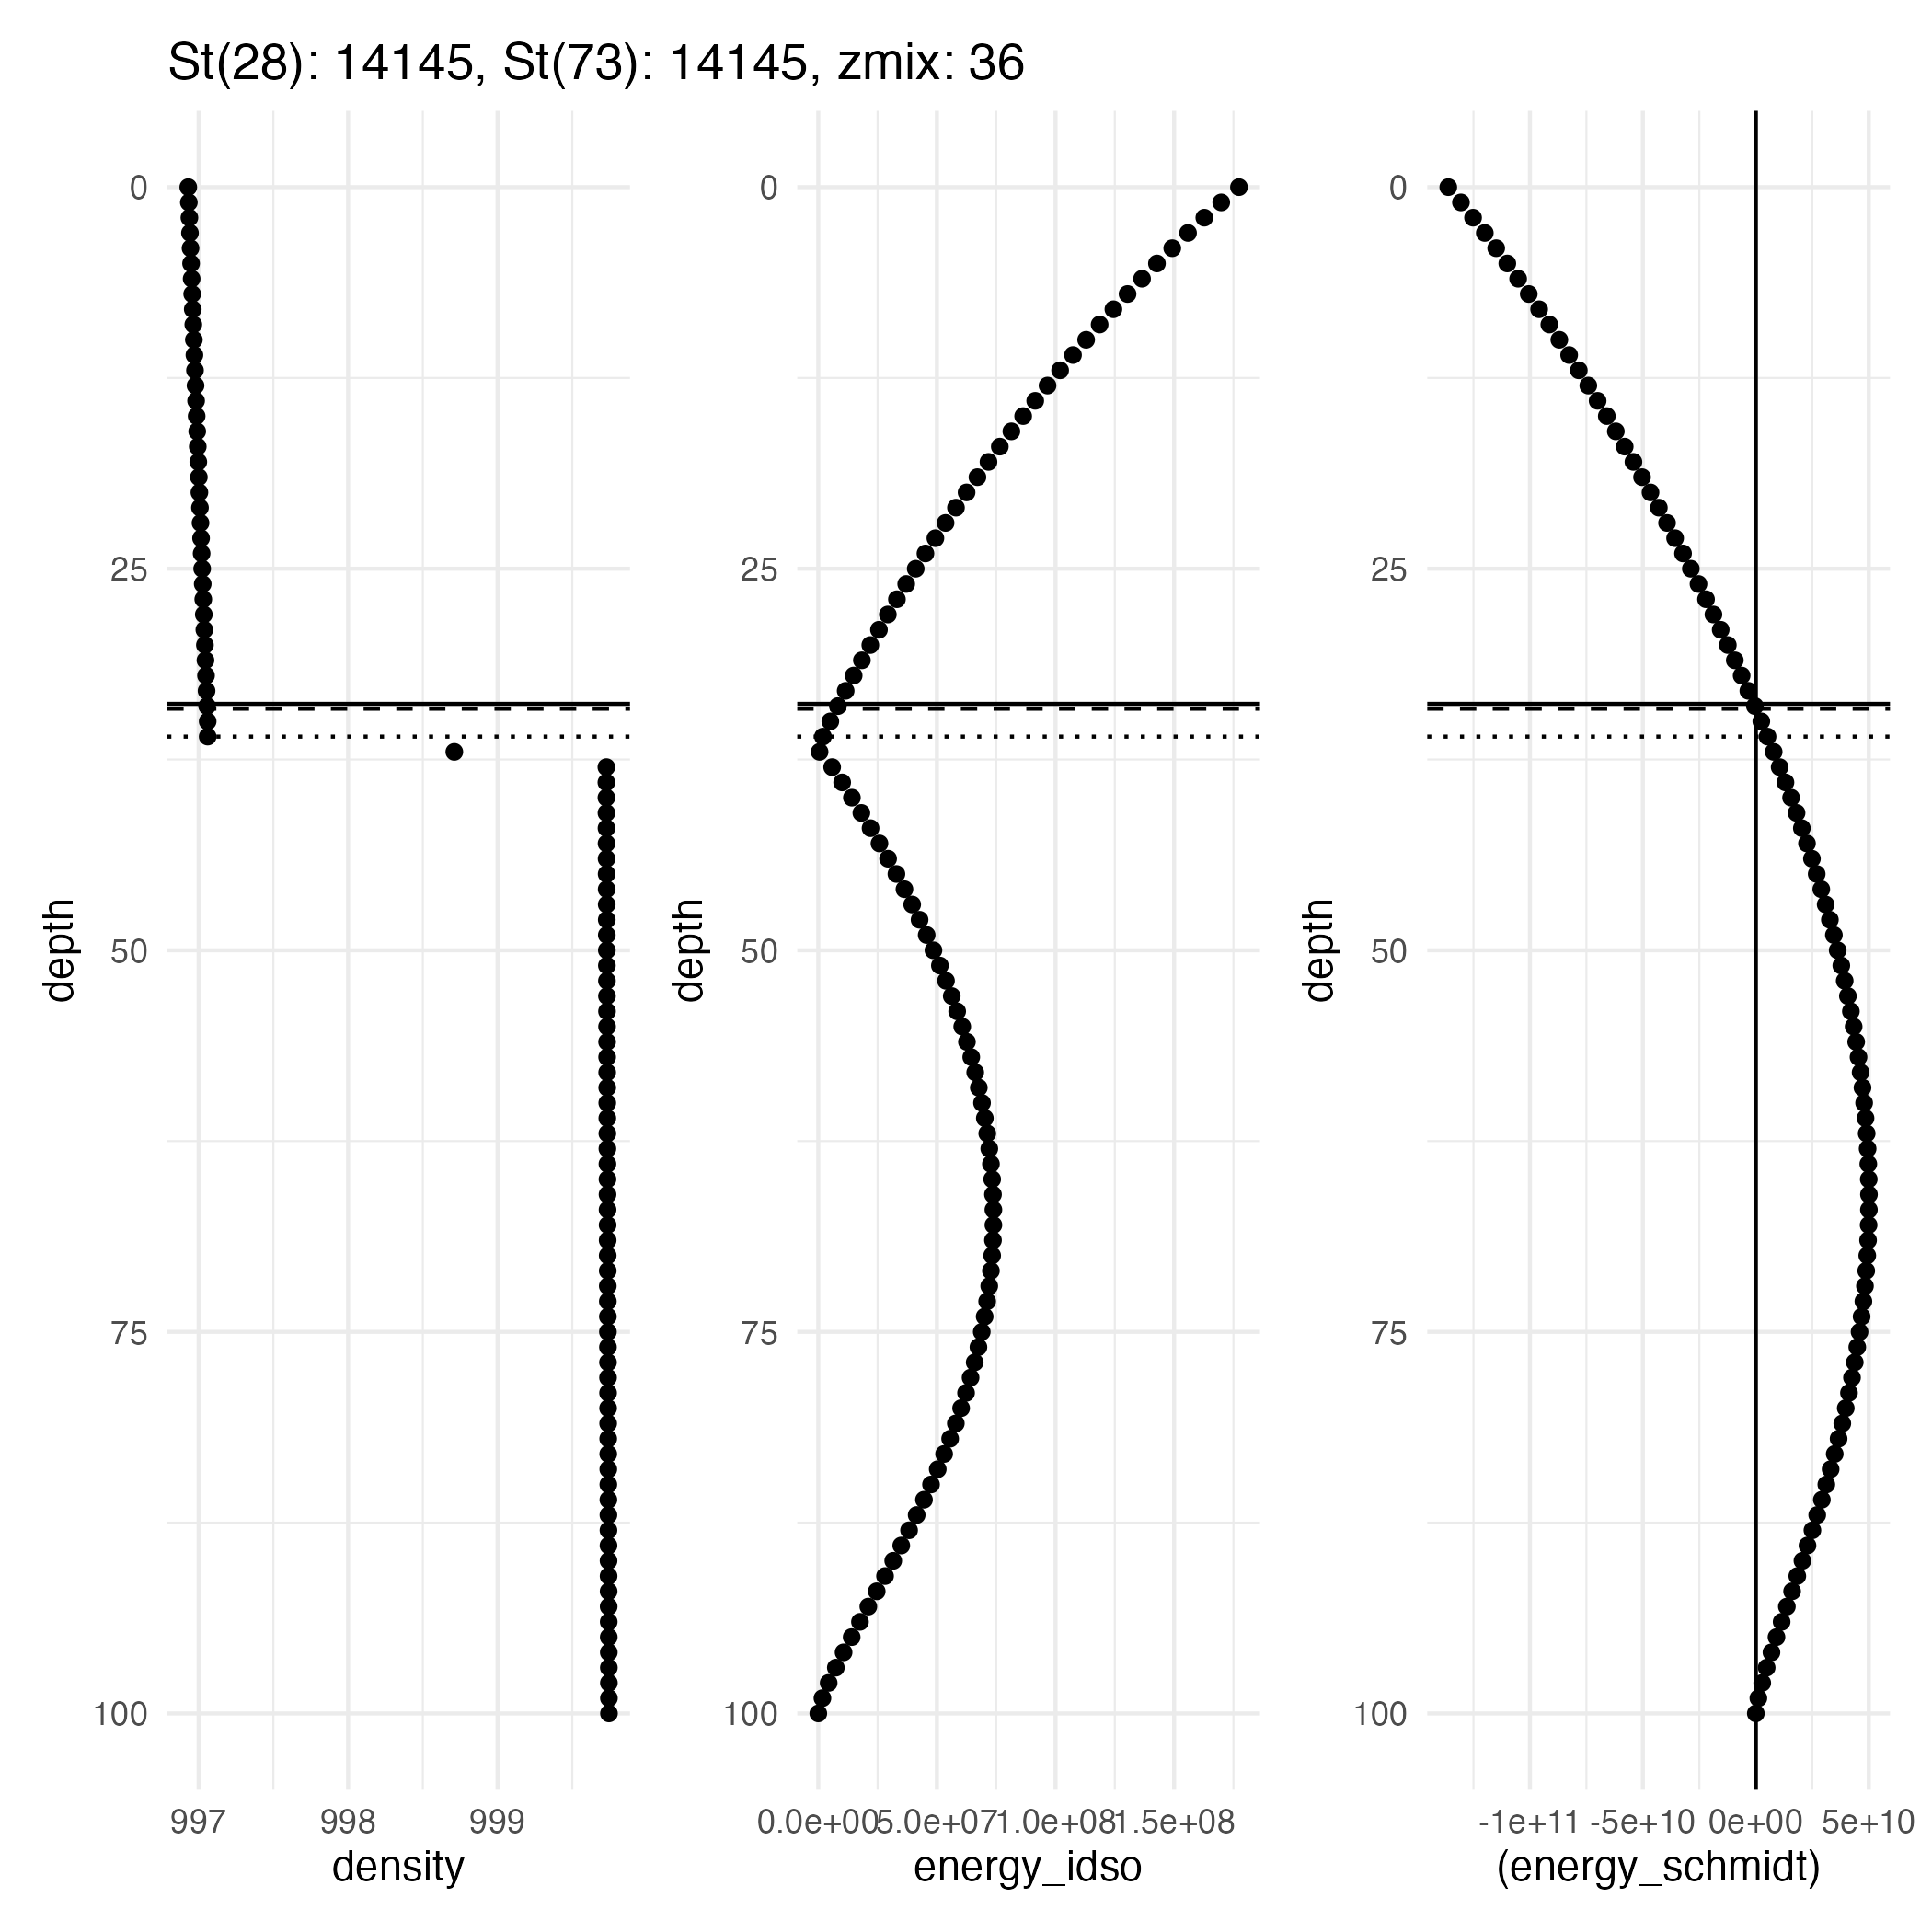 St(28): 14145, St(73): 14145, zmix: 36
depth
0
25
50
75
100
997 998 999
density
depth
0
25
50
75
100
0.0e+00 5.0e+07 1.0e+08 1.5e+08
energy_idso
depth
0
25
50
75
100
-1e+11 -5e+10 0e+00 5e+10
(energy_schmidt)